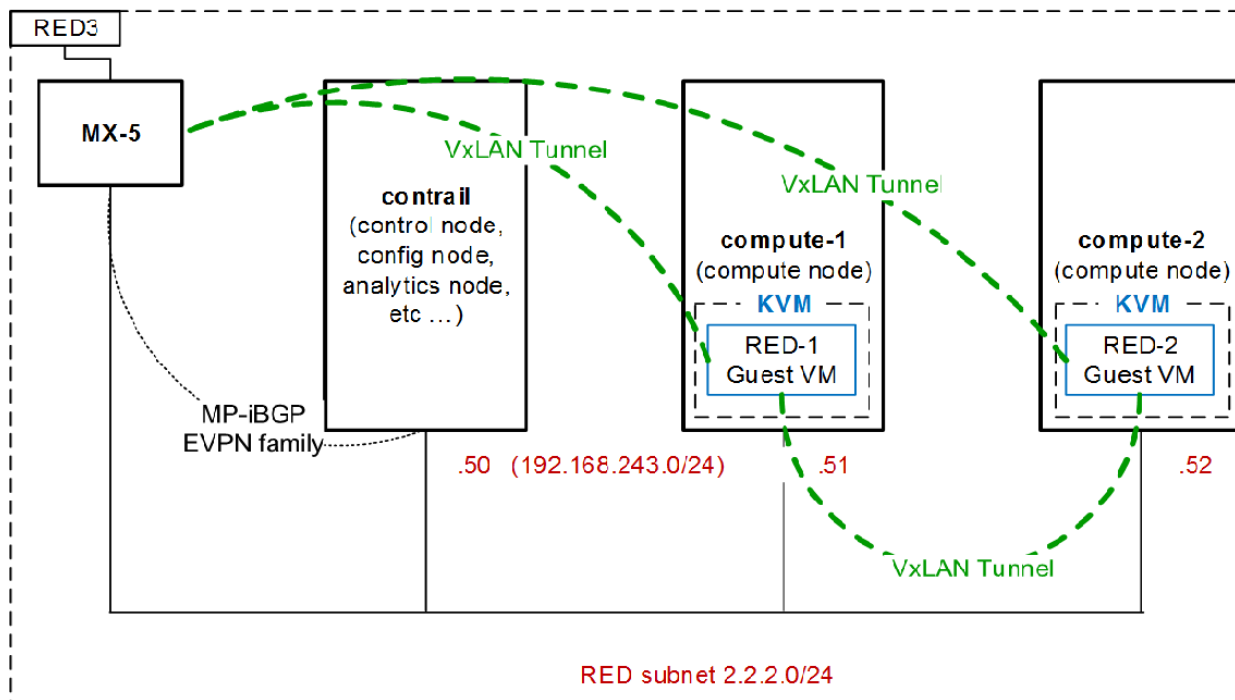 RED3
MX-5
VxLAN Tunnel
VxLAN Tunnel
contrail
(control node,
config node,
analytics node,
etc ...)
compute-1
(compute node)
KVM
RED-1
Guest VM
compute-2
(compute node)
KVM
RED-2
Guest VM
MP-iBGP
EVPN family
.50 (192.168.243.0/24)
.51
.52
VxLAN Tunnel
RED subnet 2.2.2.0/24